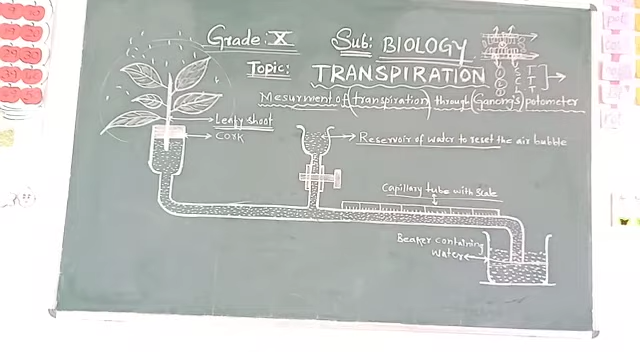 Grade: X
Sub: BIOLOGY
Topic: TRANSPIRATION
Mesurment of (transpiration) through (Ganong's) potometer
Leafy shoot
Cork
Reservoir of water to reset the air bubble
Capillary tube with Scale
Beaker containing
Water